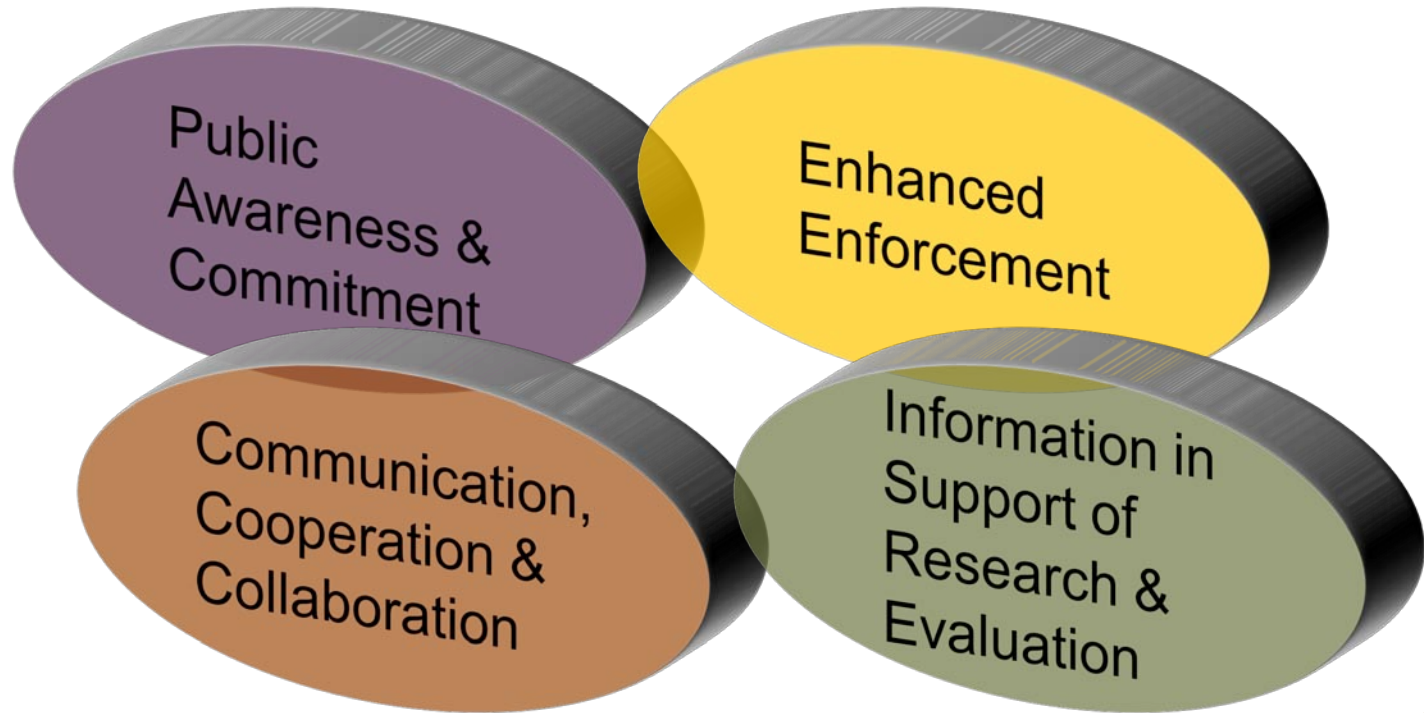 Public
Awareness &
Commitment
Enhanced
Enforcement
Communication,
Cooperation &
Collaboration
Information in
Support of
Research &
Evaluation